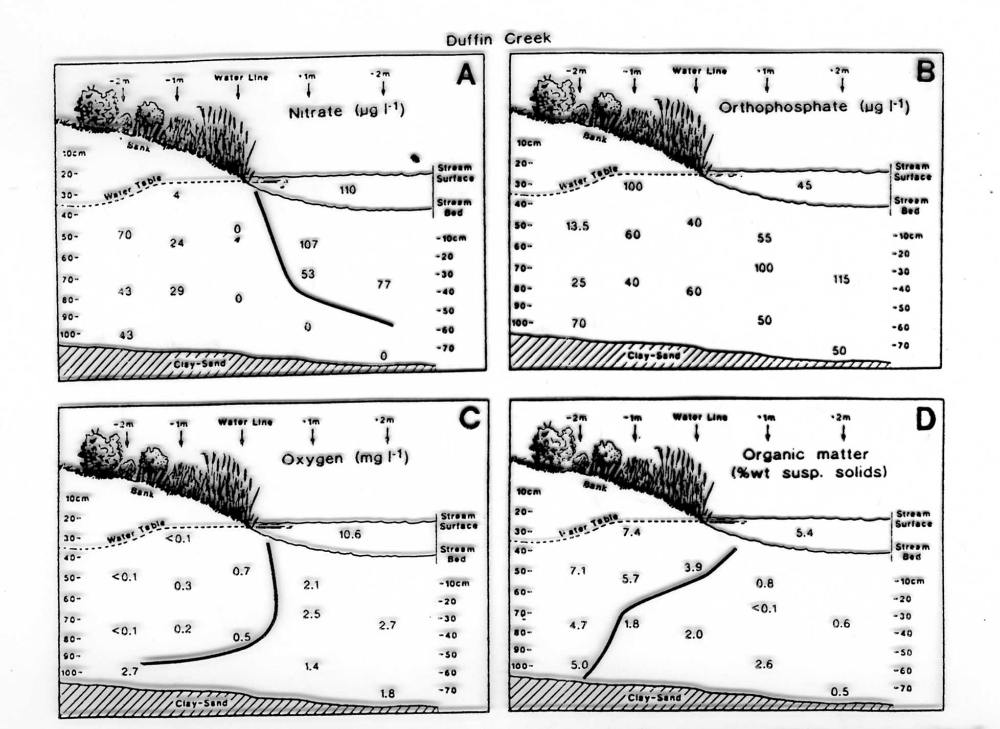 Duffin Creek
A
-2m -1m Water Line +1m +2m
Nitrate (µg l-1)
Bank
10cm
20-
Stream
Surface
Water Table
110
30-
4
Stream
Bed
40-
0
4
70
50-
24
107
-10cm
60-
-20
53
-30
70-
77
43
29
0
-40
80-
-50
90-
0
-60
100-
43
-70
0
Clay-Sand
B
-2m -1m Water Line +1m +2m
Orthophosphate (µg l-1)
Bank
10cm
20-
Stream
Surface
Water Table
30-
100
45
40-
Stream
Bed
50-
13.5
40
60
55
-10cm
60-
-20
70-
100
-30
25
40
115
80-
60
-40
90-
-50
100-
70
50
-60
-70
50
Clay-Sand
C
-2m -1m Water Line +1m +2m
Oxygen (mg l-1)
Bank
10cm
20-
Stream
Surface
Water Table
30-
<0.1
10.6
Stream
Bed
40-
0.7
50-
<0.1
0.3
2.1
-10cm
60-
-20
70-
2.5
-30
<0.1
0.2
2.7
80-
0.5
-40
90-
-50
100-
2.7
1.4
-60
1.8
-70
Clay-Sand
D
-2m -1m Water Line +1m +2m
Organic matter
(%wt susp. solids)
Bank
10cm
20-
Stream
Surface
Water Table
30-
7.4
5.4
40-
Stream
Bed
50-
7.1
5.7
3.9
0.8
-10cm
60-
-20
70-
<0.1
-30
4.7
1.8
0.6
80-
2.0
-40
90-
-50
100-
5.0
2.6
-60
-70
0.5
Clay-Sand